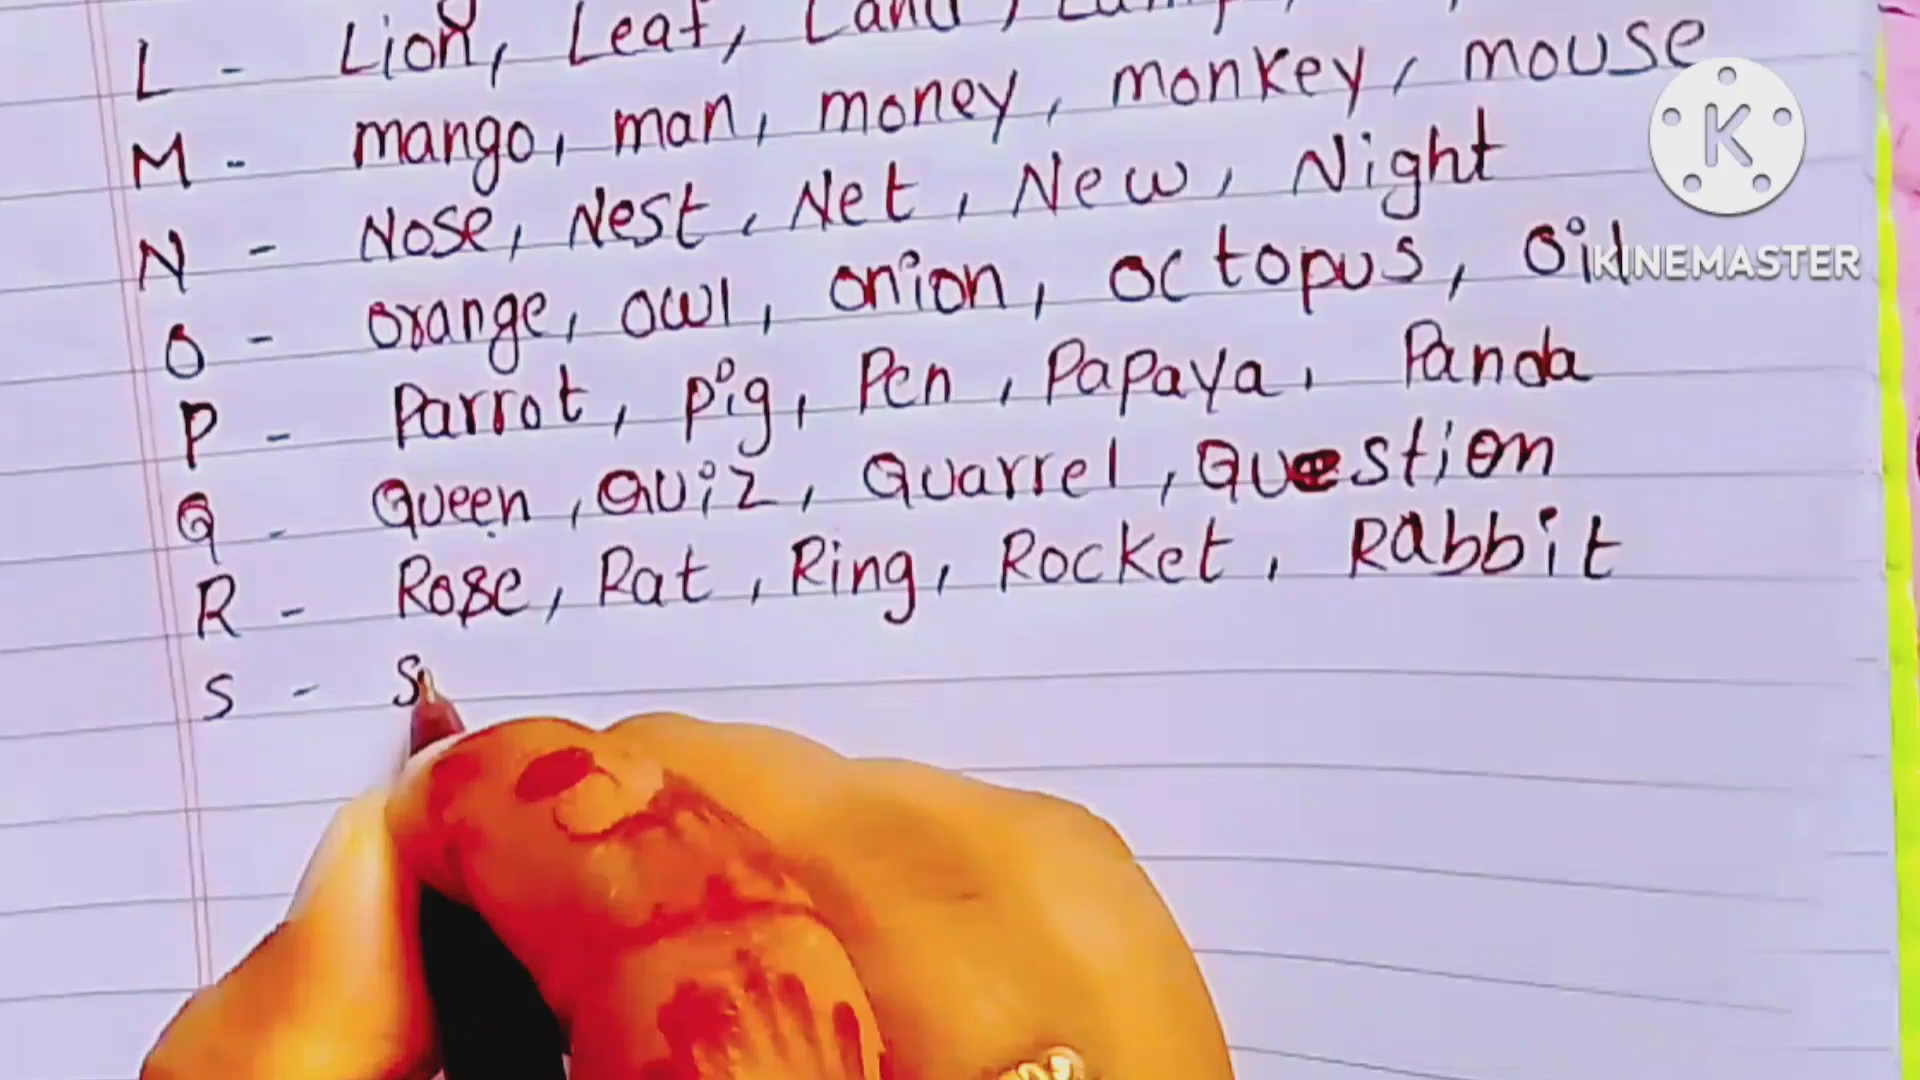 L - Lion, Leaf, Land,
M - mango, man, money, monkey, mouse
N - Nose, Nest, Net, New, Night
O - orange, owl, onion, octopus, oil
P - Parrot, pig, Pen, Papaya, Panda
Q - Queen, Quiz, Quarrel, Question
R - Rose, Rat, Ring, Rocket, Rabbit
S - S
K
KINEMASTER